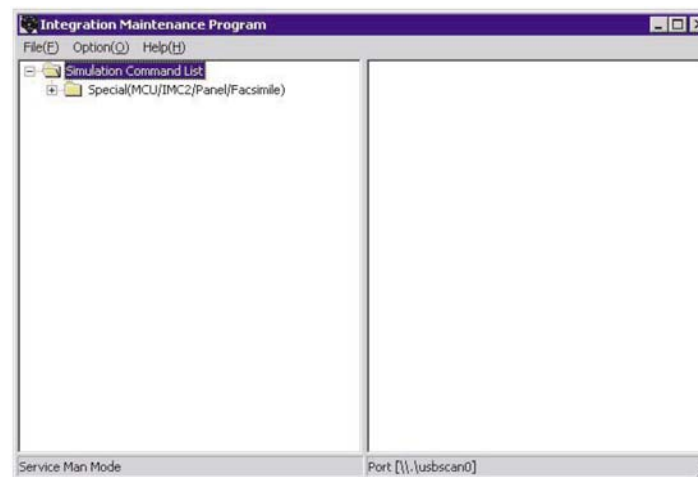 Integration Maintenance Program
File(F) Option(O) Help(H)
Simulation Command List
Special(MCU/IMC2/Panel/Facsimile)
Service Man Mode
Port [\\.\usbscan0]